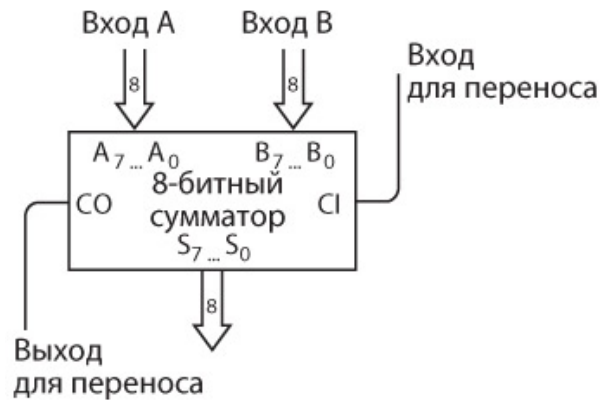 Вход A
Вход B
Вход
для переноса
8
8
A7 ... A0
B7 ... B0
8-битный
CO
сумматор
CI
S7 ... S0
8
Выход
для переноса